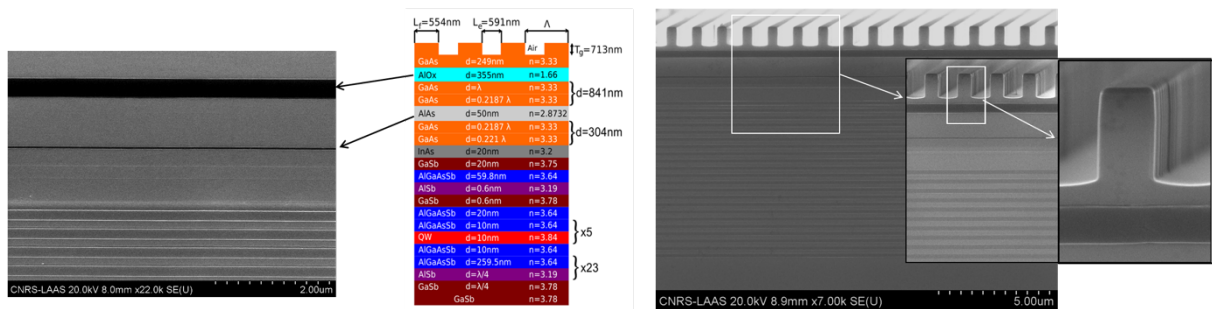 L_f=554nm L_e=591nm Λ
Air T_g=713nm
GaAs d=249nm n=3.33
AlOx d=355nm n=1.66
GaAs d=λ n=3.33
d=841nm
GaAs d=0.2187 λ n=3.33
AlAs d=50nm n=2.8732
GaAs d=0.2187 λ n=3.33
d=304nm
GaAs d=0.221 λ n=3.33
InAs d=20nm n=3.2
GaSb d=20nm n=3.75
AlGaAsSb d=59.8nm n=3.64
AlSb d=0.6nm n=3.19
GaSb d=0.6nm n=3.78
AlGaAsSb d=20nm n=3.64
AlGaAsSb d=10nm n=3.64
x5
QW d=10nm n=3.84
AlGaAsSb d=10nm n=3.64
AlGaAsSb d=259.5nm n=3.64
x23
AlSb d=λ/4 n=3.19
GaSb d=λ/4 n=3.78
GaSb n=3.78
CNRS-LAAS 20.0kV 8.0mm x22.0k SE(U) 2.00um
CNRS-LAAS 20.0kV 8.9mm x7.00k SE(U) 5.00um